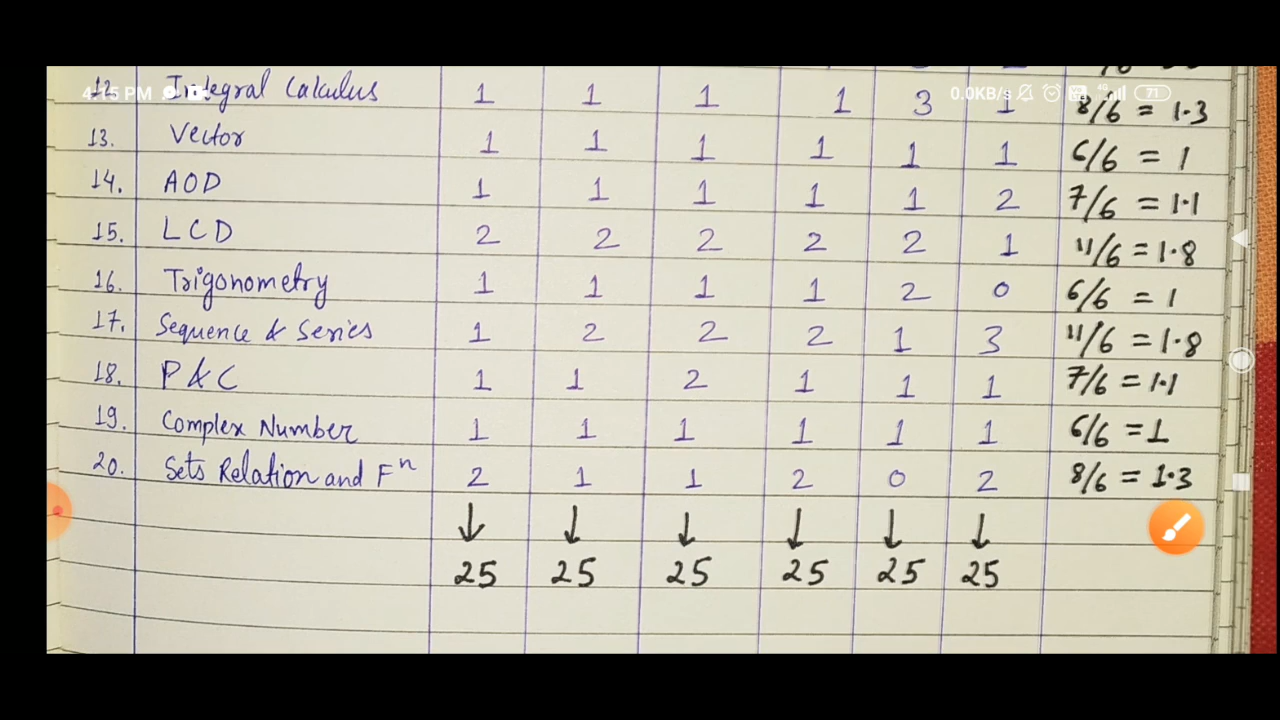 4:15 PM
0.0KB/s 4G 71
12. Integral Calculus 1 1 1 1 3 1 8/6 = 1.3
13. Vector 1 1 1 1 1 1 6/6 = 1
14. AOD 1 1 1 1 1 2 7/6 = 1.1
15. LCD 2 2 2 2 2 1 11/6 = 1.8
16. Trigonometry 1 1 1 1 2 0 6/6 = 1
17. Sequence & Series 1 2 2 2 1 3 11/6 = 1.8
18. P & C 1 1 2 1 1 1 7/6 = 1.1
19. Complex Number 1 1 1 1 1 1 6/6 = 1
20. Sets Relation and Fⁿ 2 1 1 2 0 2 8/6 = 1.3
↓ ↓ ↓ ↓ ↓ ↓
25 25 25 25 25 25